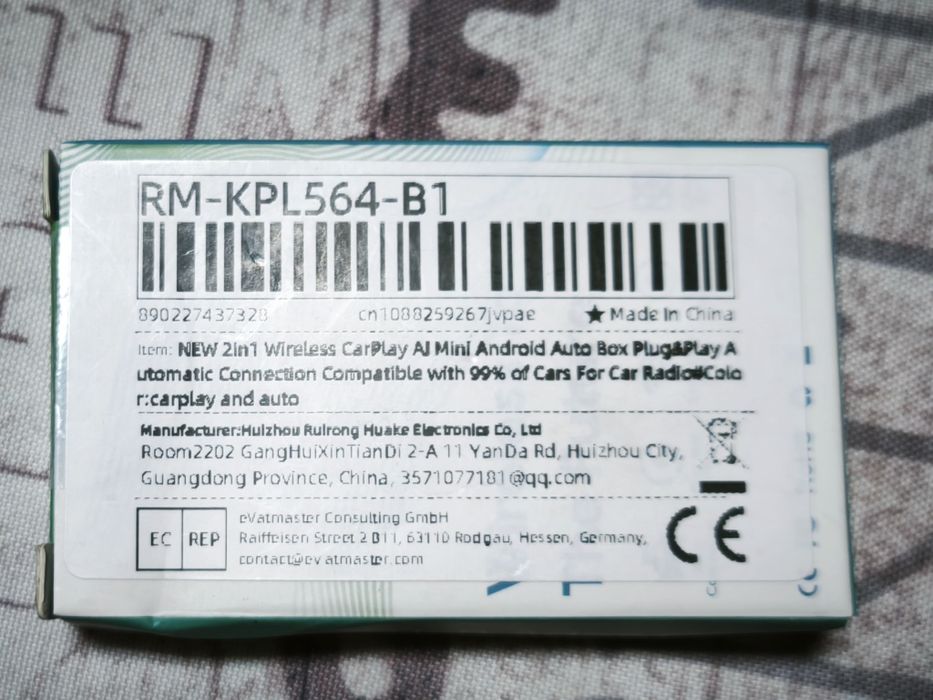 RM-KPL564-B1
890227437328 cn1088259267jvpae ★Made In China
Item: NEW 2in1 Wireless CarPlay AI Mini Android Auto Box Plug&Play A
utomatic Connection Compatible with 99% of Cars For Car Radio#Colo
r:carplay and auto
Manufacturer:Huizhou Ruirong Huake Electronics Co, Ltd
Room2202 GangHuiXinTianDi 2-A 11 YanDa Rd, Huizhou City,
Guangdong Province, China, 3571077181@qq.com
EC REP
eVatmaster Consulting GmbH
Raiffeisen Street 2 B11, 63110 Rodgau, Hessen, Germany,
contact@evatmaster.com
CE